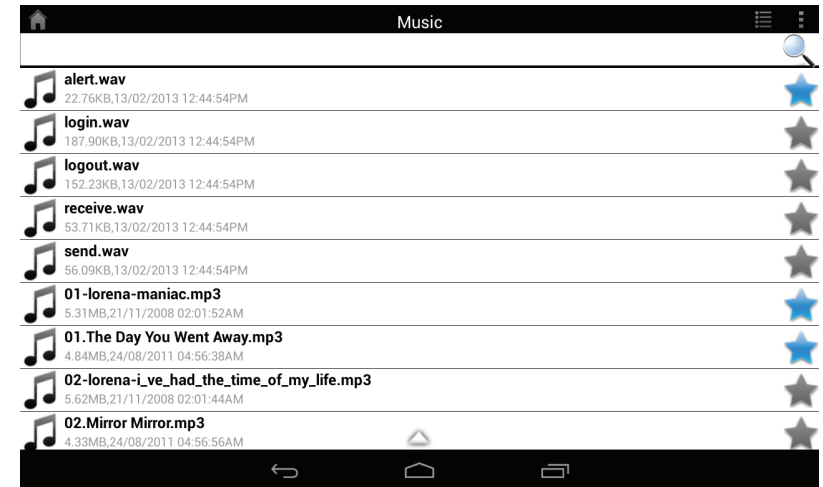 Music
alert.wav
22.76KB,13/02/2013 12:44:54PM
login.wav
187.90KB,13/02/2013 12:44:54PM
logout.wav
152.23KB,13/02/2013 12:44:54PM
receive.wav
53.71KB,13/02/2013 12:44:54PM
send.wav
56.09KB,13/02/2013 12:44:54PM
01-lorena-maniac.mp3
5.31MB,21/11/2008 02:01:52AM
01.The Day You Went Away.mp3
4.84MB,24/08/2011 04:56:38AM
02-lorena-i_ve_had_the_time_of_my_life.mp3
5.62MB,21/11/2008 02:01:44AM
02.Mirror Mirror.mp3
4.33MB,24/08/2011 04:56:56AM